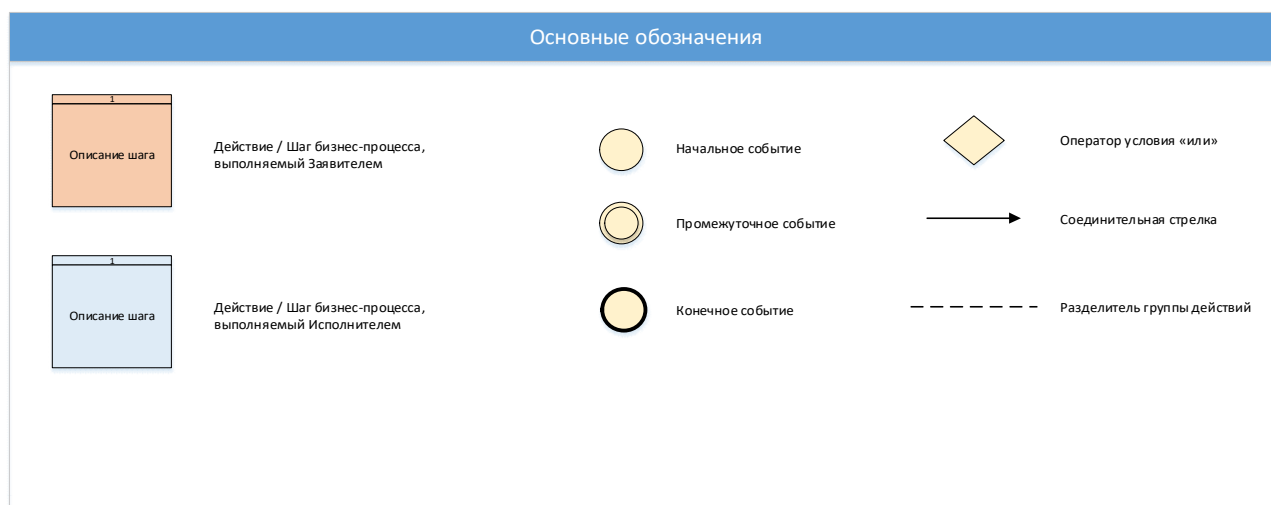 Основные обозначения
1
Описание шага
Действие / Шаг бизнес-процесса,
выполняемый Заявителем
1
Описание шага
Действие / Шаг бизнес-процесса,
выполняемый Исполнителем
Начальное событие
Промежуточное событие
Конечное событие
Оператор условия «или»
Соединительная стрелка
Разделитель группы действий